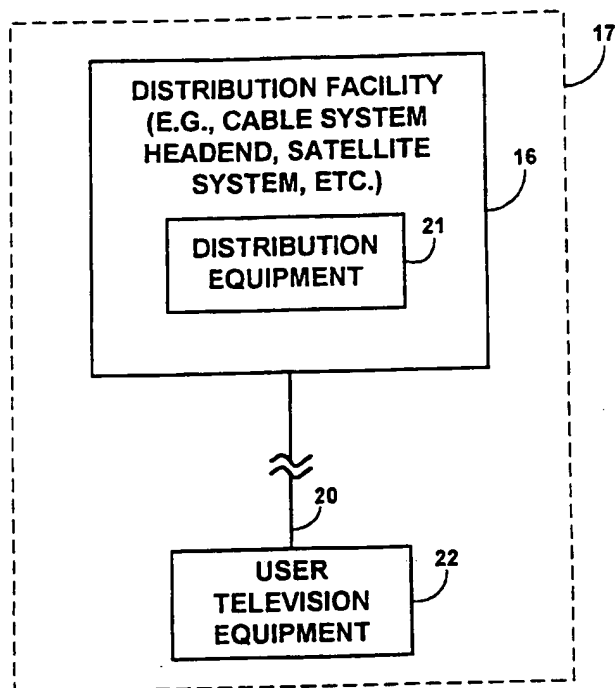 17
DISTRIBUTION FACILITY
(E.G., CABLE SYSTEM
HEADEND, SATELLITE
SYSTEM, ETC.)
16
21
DISTRIBUTION
EQUIPMENT
20
USER
TELEVISION
EQUIPMENT
22